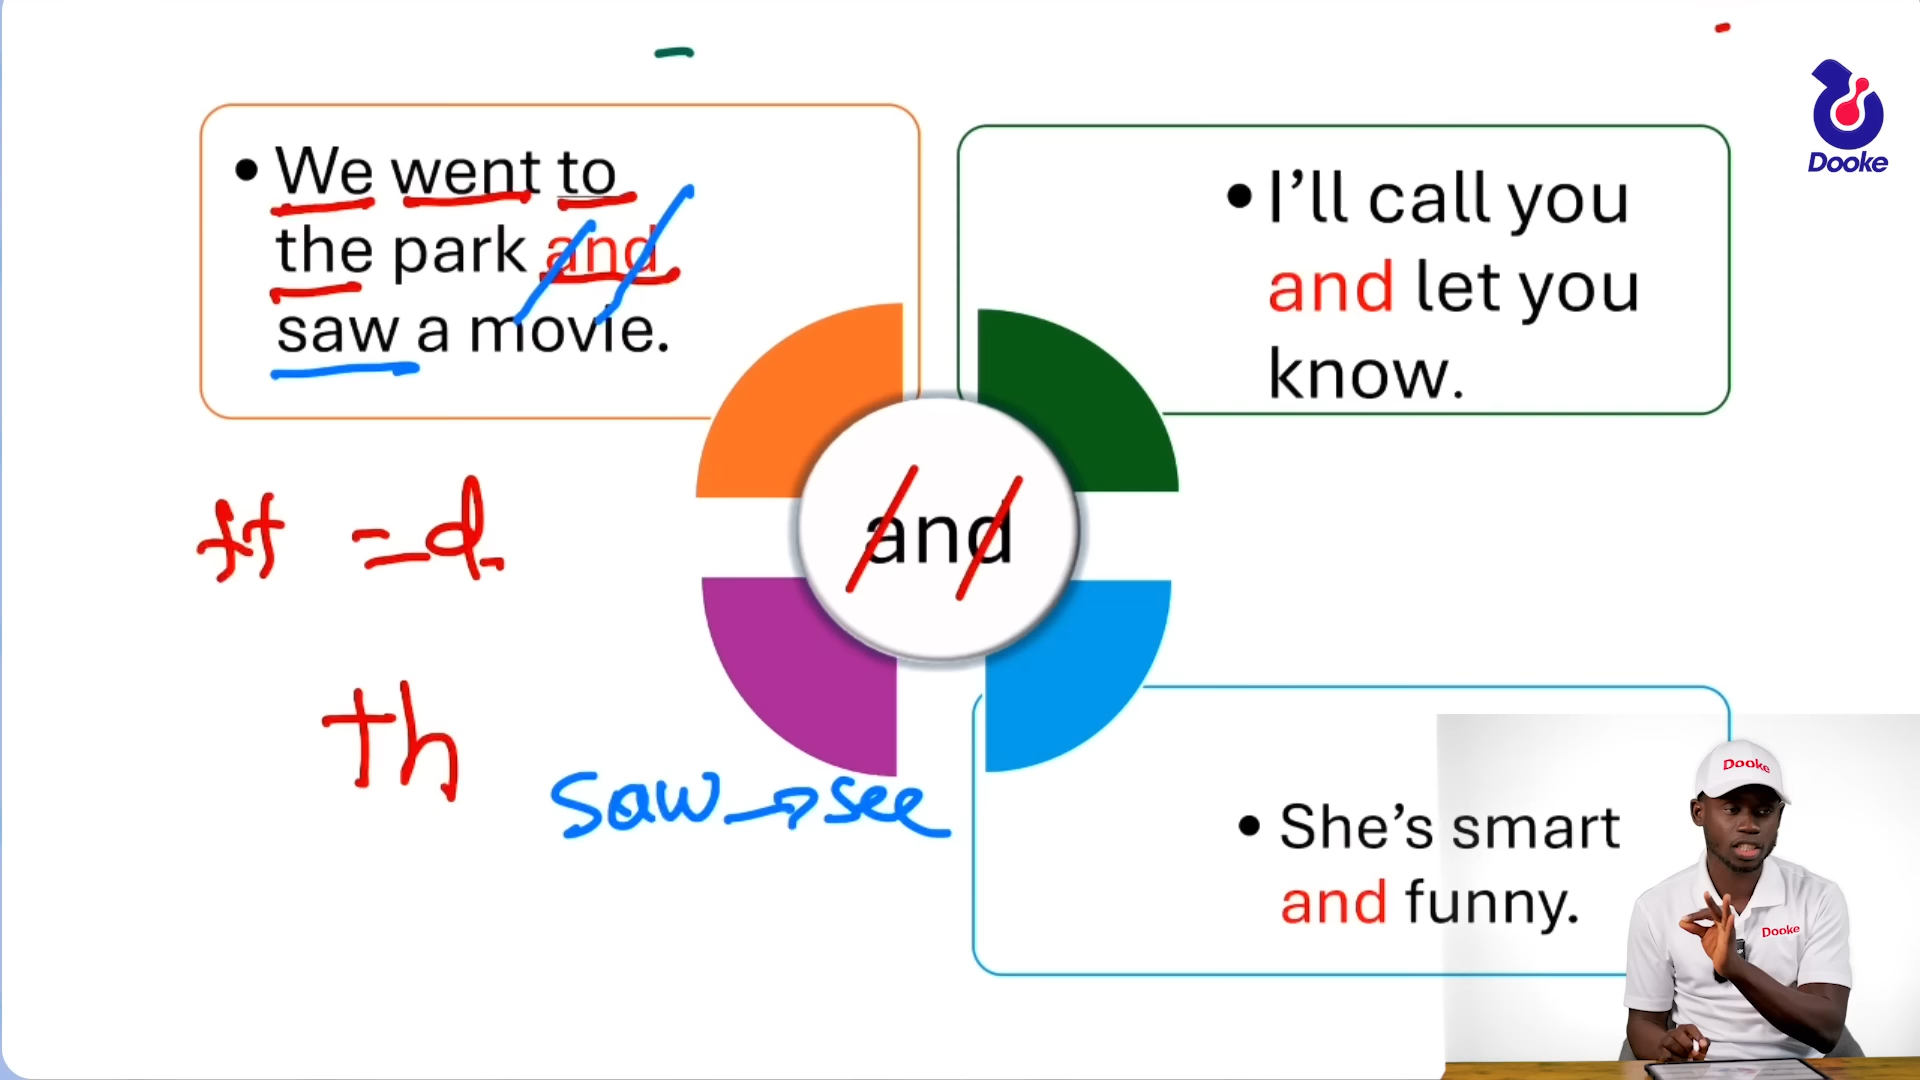 • We went to
the park and
saw a movie.
• I’ll call you
and let you
know.
Dooke
and
tt = d
th
saw → see
• She’s smart
and funny.
Dooke
Dooke